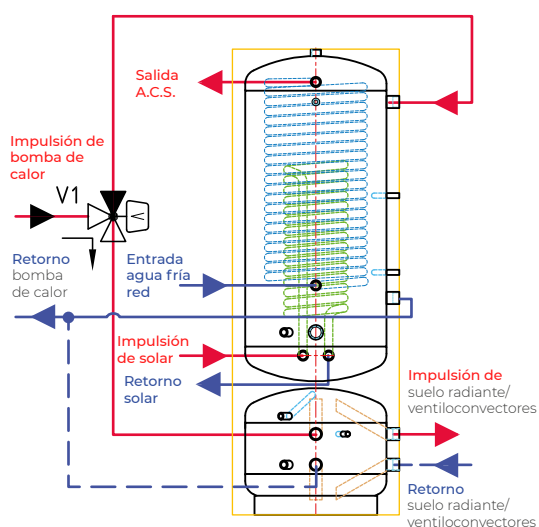 Salida
A.C.S.
Impulsión de
bomba de
calor
V1
Retorno
bomba
de calor
Entrada
agua fría
red
Impulsión
de solar
Retorno
solar
Impulsión de
suelo radiante/
ventiloconvectores
Retorno
suelo radiante/
ventiloconvectores